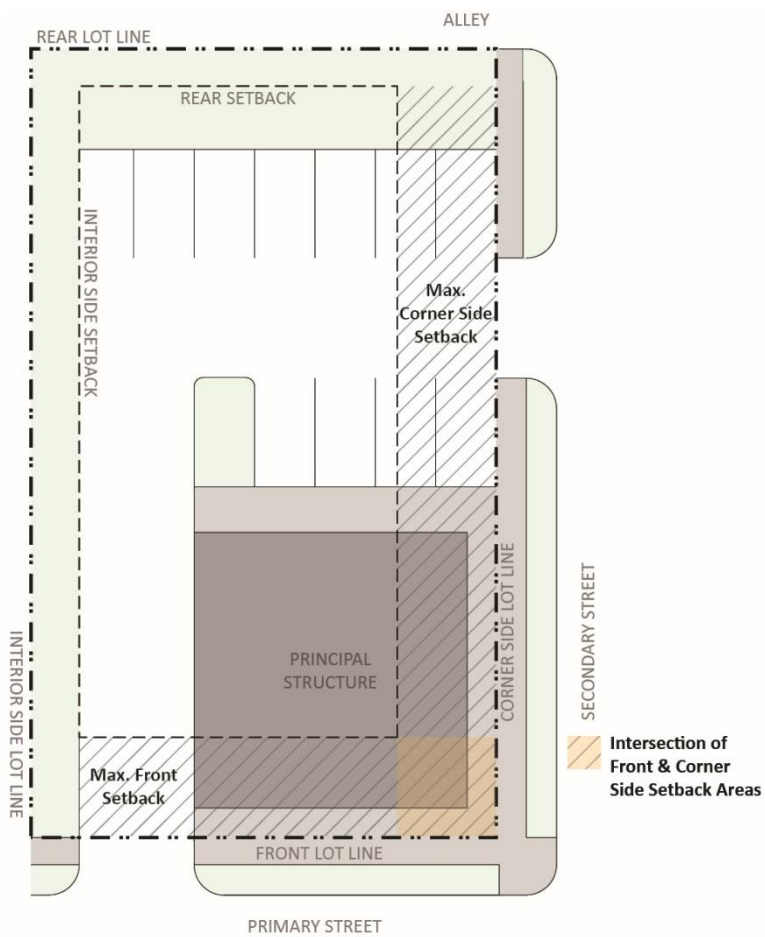 ALLEY
REAR LOT LINE
REAR SETBACK
INTERIOR SIDE SETBACK
Max.
Corner Side
Setback
PRINCIPAL
STRUCTURE
CORNER SIDE LOT LINE
SECONDARY STREET
INTERIOR SIDE LOT LINE
Max. Front
Setback
Intersection of
Front & Corner
Side Setback Areas
FRONT LOT LINE
PRIMARY STREET